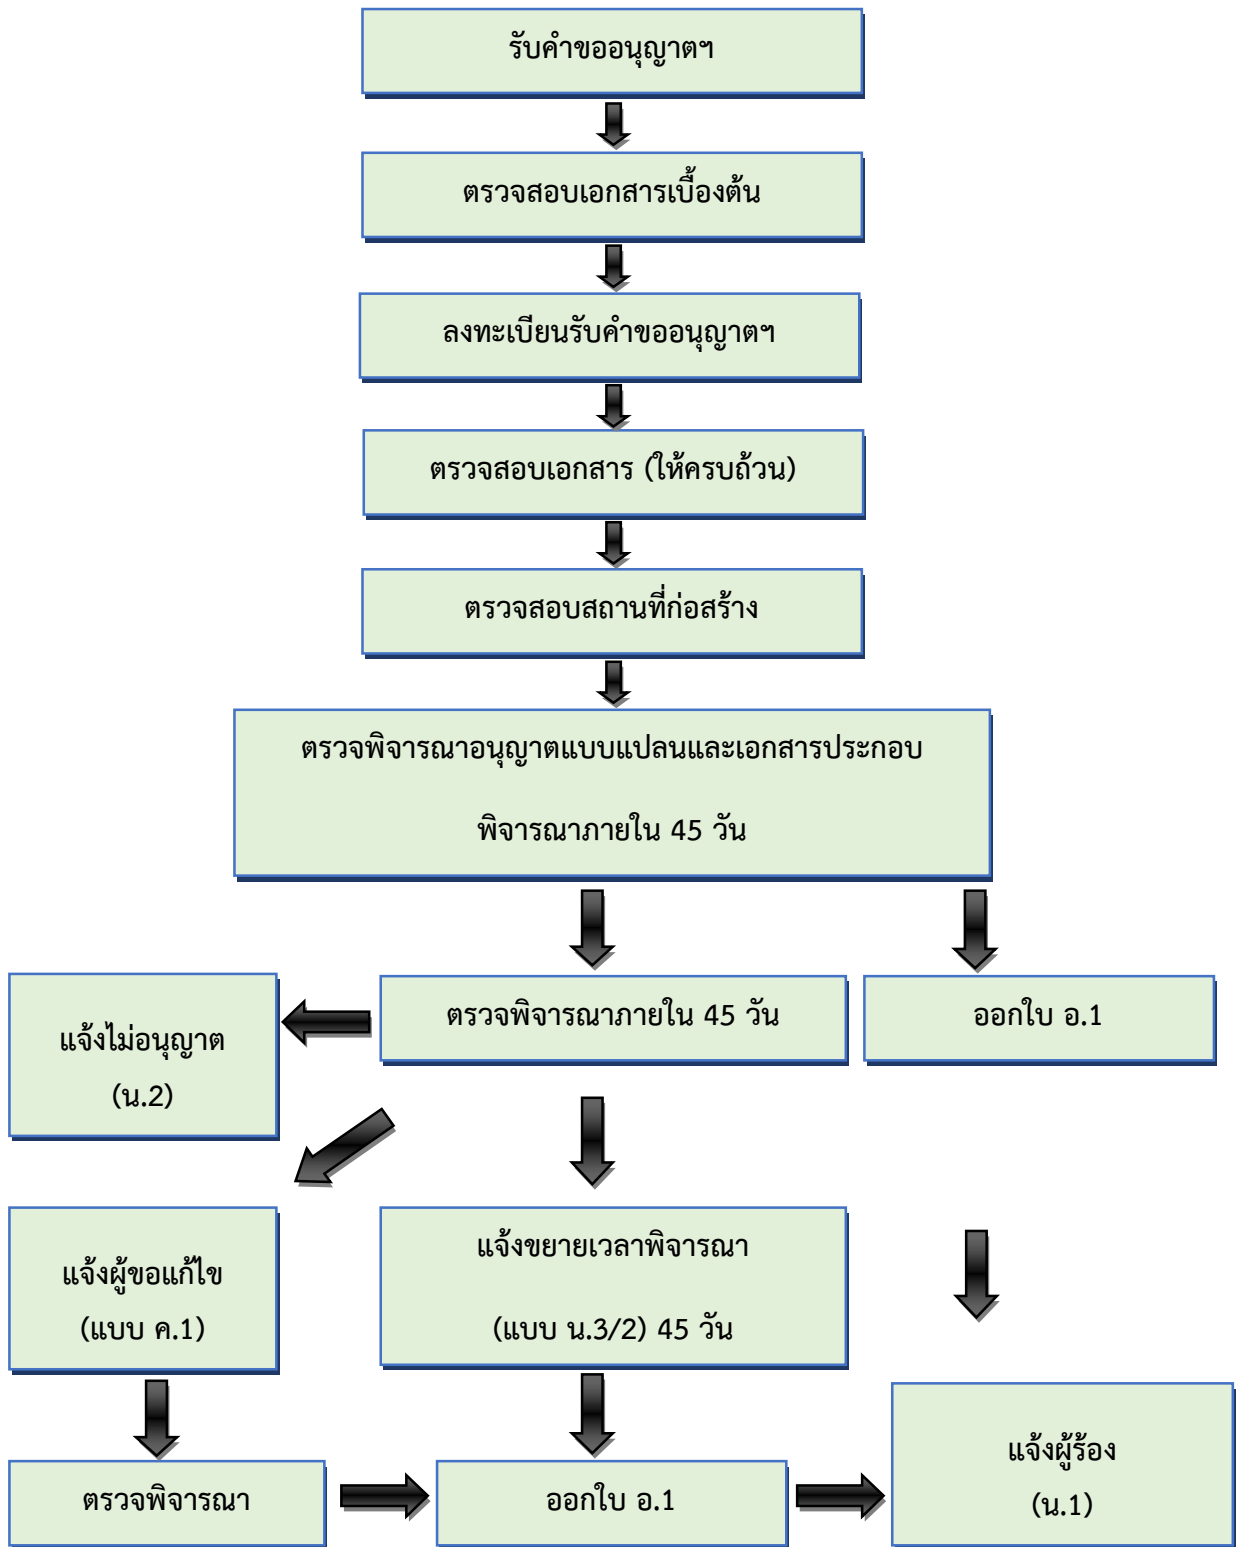 รับคำขออนุญาตฯ
ตรวจสอบเอกสารเบื้องต้น
ลงทะเบียนรับคำขออนุญาตฯ
ตรวจสอบเอกสาร (ให้ครบถ้วน)
ตรวจสอบสถานที่ก่อสร้าง
ตรวจพิจารณาอนุญาตแบบแปลนและเอกสารประกอบ
พิจารณาภายใน 45 วัน
แจ้งไม่อนุญาต
(น.2)
ตรวจพิจารณาภายใน 45 วัน
ออกใบ อ.1
แจ้งผู้ขอแก้ไข
(แบบ ค.1)
แจ้งขยายเวลาพิจารณา
(แบบ น.3/2) 45 วัน
ตรวจพิจารณา
ออกใบ อ.1
แจ้งผู้ร้อง
(น.1)